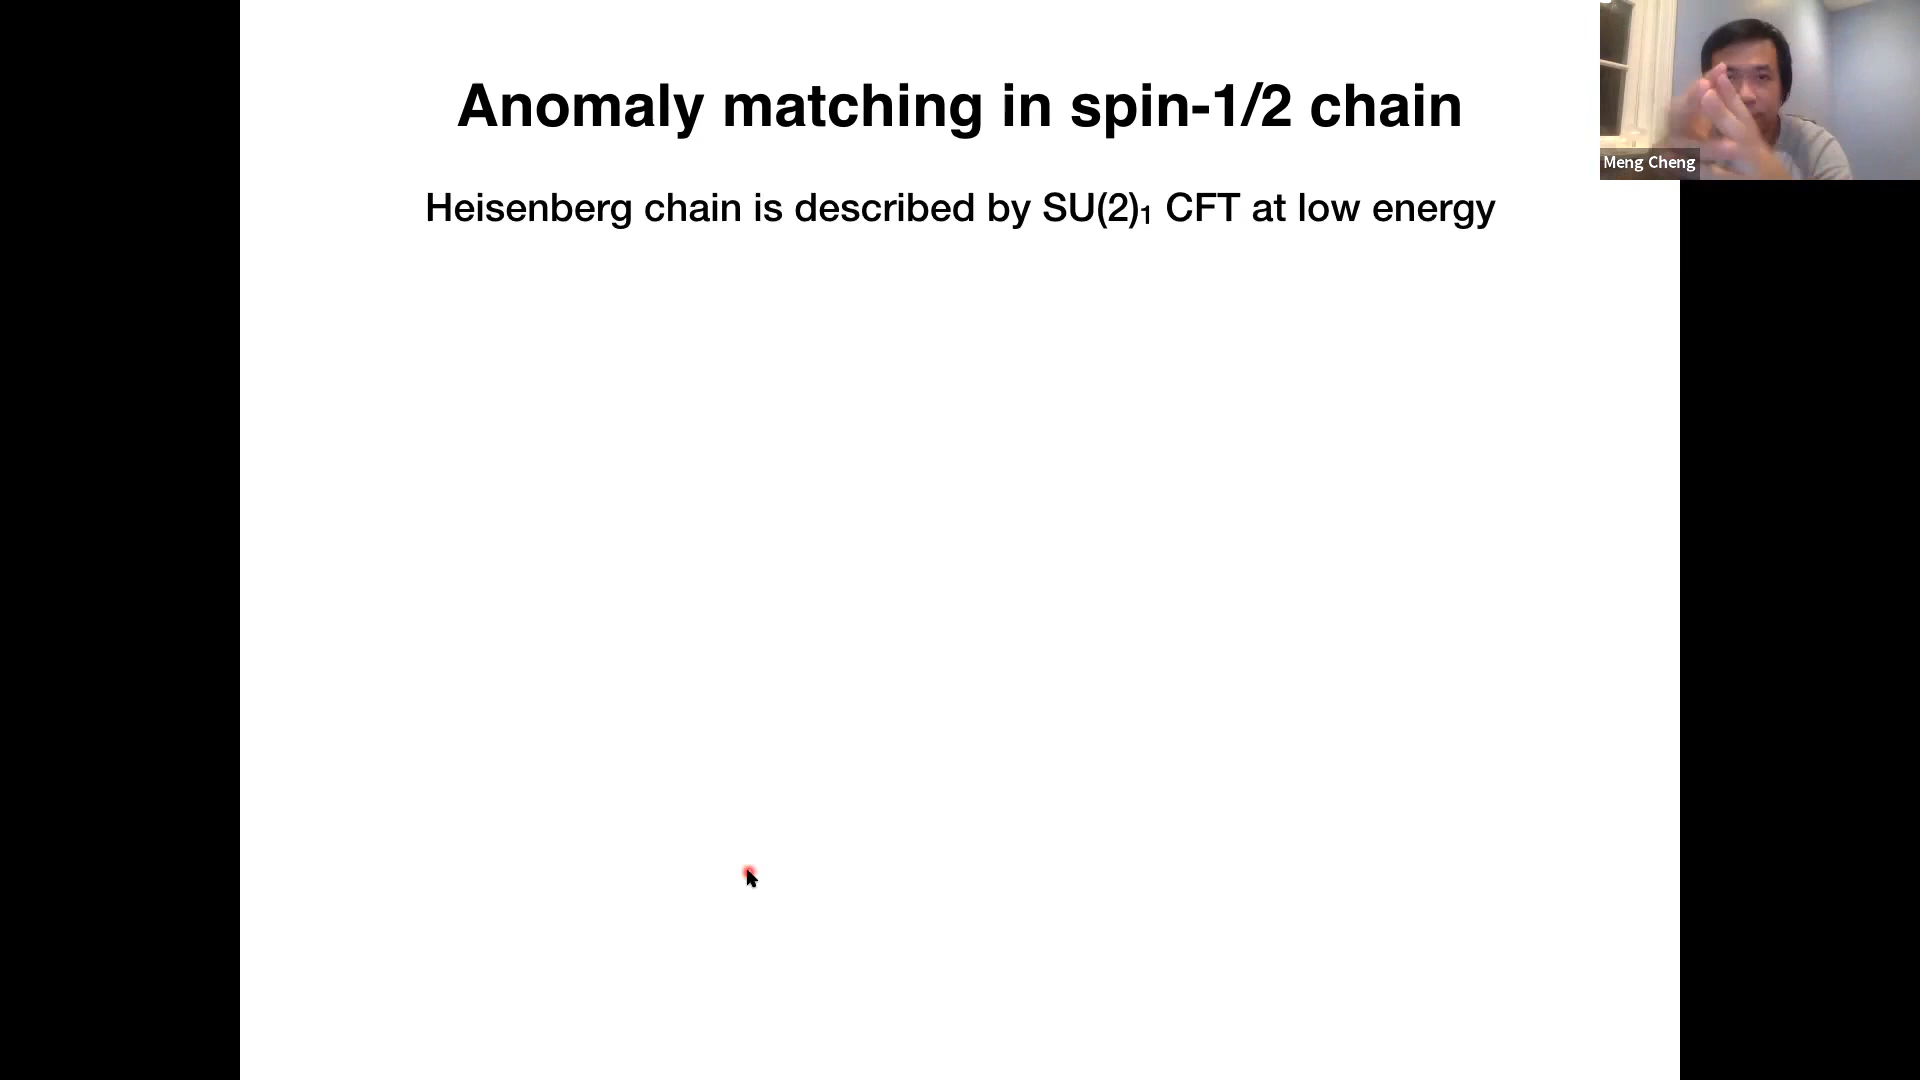 Anomaly matching in spin-1/2 chain
Meng Cheng
Heisenberg chain is described by SU(2)₁ CFT at low energy